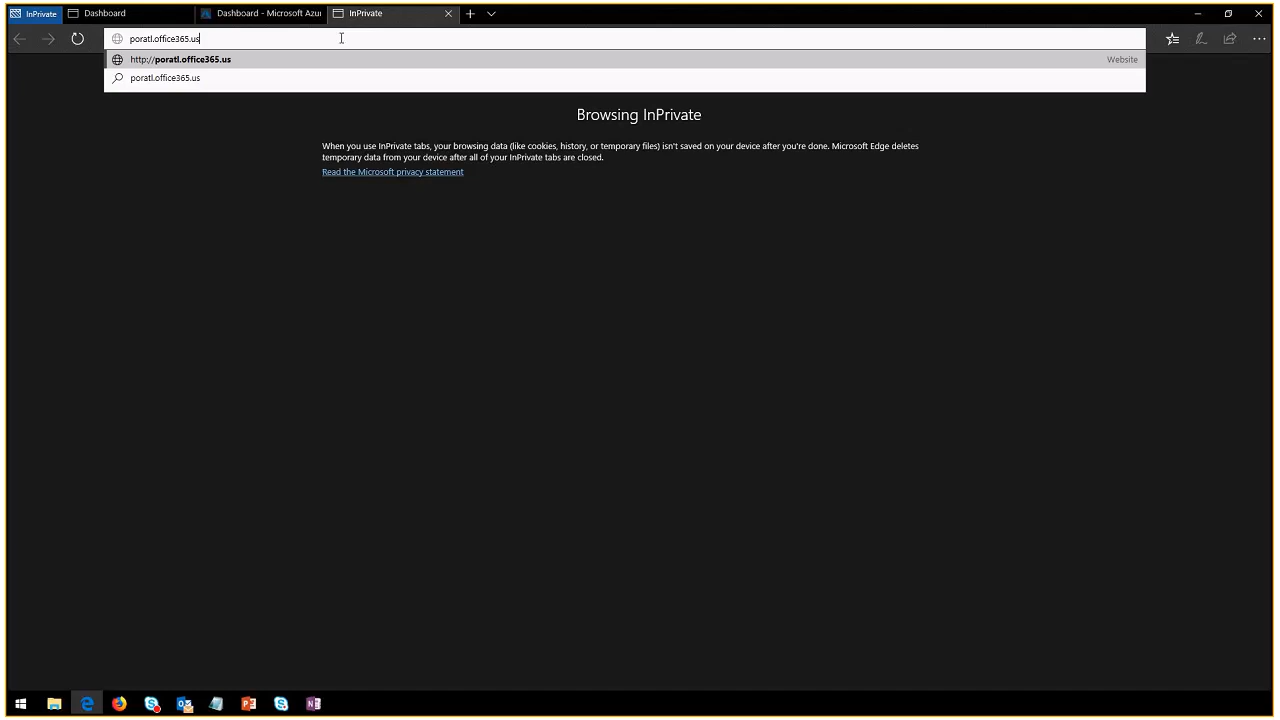 InPrivate
Dashboard
Dashboard - Microsoft Azur
InPrivate
poratl.office365.us
http://poratl.office365.us
Website
poratl.office365.us
Browsing InPrivate
When you use InPrivate tabs, your browsing data (like cookies, history, or temporary files) isn't saved on your device after you're done. Microsoft Edge deletes
temporary data from your device after all of your InPrivate tabs are closed.
Read the Microsoft privacy statement